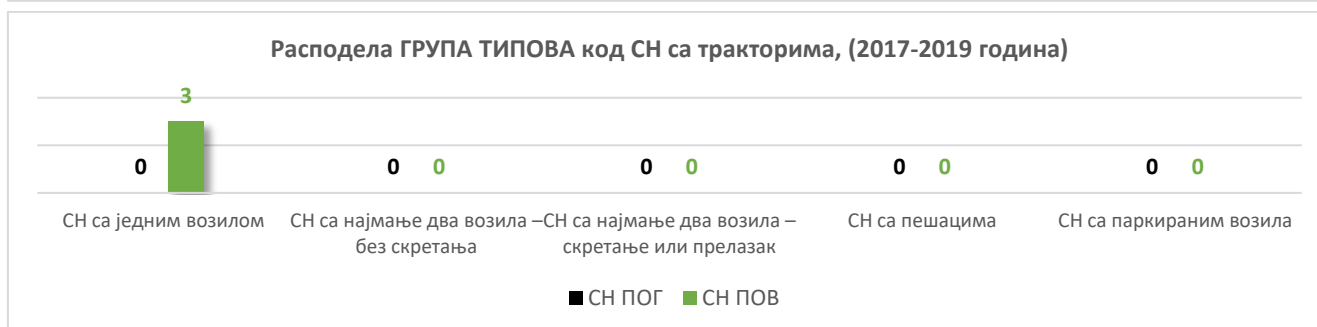 Расподела ГРУПА ТИПОВА код СН са тракторима, (2017-2019 година)
3
0 0 0 0 0 0 0 0 0
СН са једним возилом СН са најмање два возила – СН са најмање два возила – СН са пешацима СН са паркираним возила
без скретања скретање или прелазак
СН ПОГ СН ПОВ